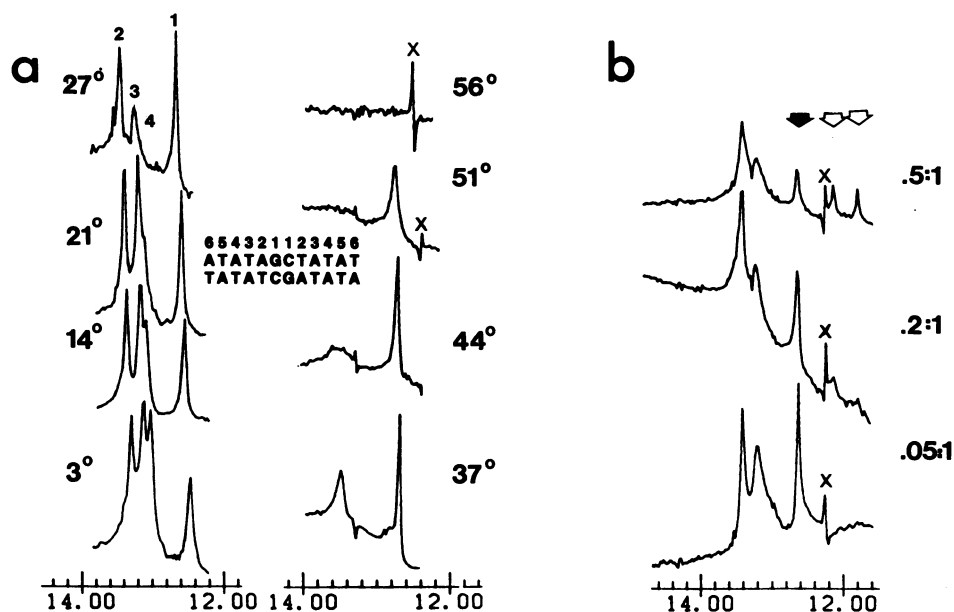 a
b
2
1
3
4
27°
21°
14°
3°
X
56°
51°
X
654321123456
ATATAGCTATAT
TATATCGATATA
44°
37°
14.00
12.00
14.00
12.00
.5:1
X
.2:1
X
.05:1
X
14.00
12.00